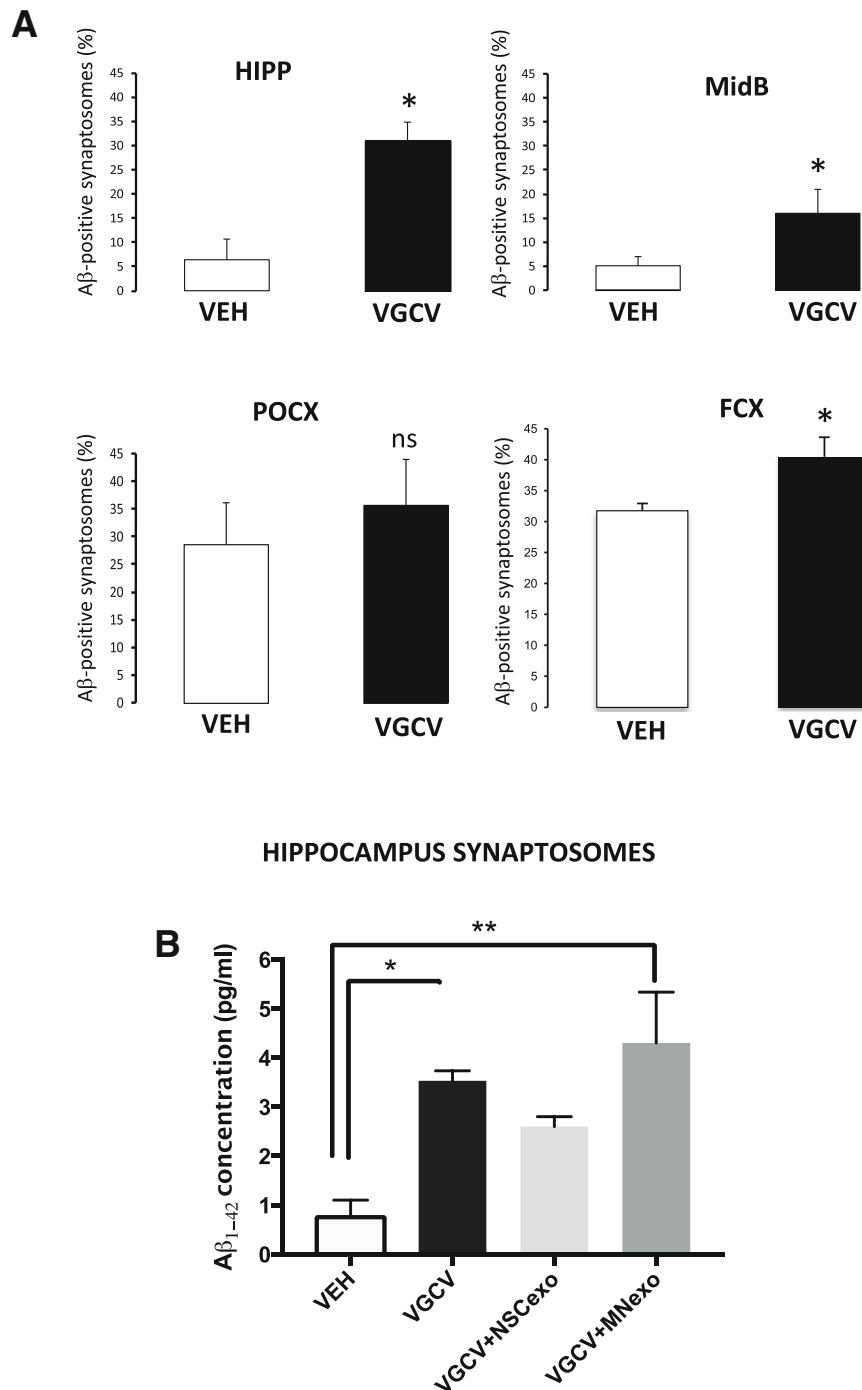 A
HIPP
Aβ-positive synaptosomes (%)
45
40
35
30
25
20
15
10
5
0
*
VEH
VGCV
MidB
Aβ-positive synaptosomes (%)
45
40
35
30
25
20
15
10
5
0
*
VEH
VGCV
POCX
Aβ-positive synaptosomes (%)
45
40
35
30
25
20
15
10
5
0
ns
VEH
VGCV
FCX
Aβ-positive synaptosomes (%)
45
40
35
30
25
20
15
10
5
0
*
VEH
VGCV
HIPPOCAMPUS SYNAPTOSOMES
B
Aβ1–42 concentration (pg/ml)
6
5
4
3
2
1
0
**
*
VEH
VGCV
VGCV+NSCexo
VGCV+MNexo